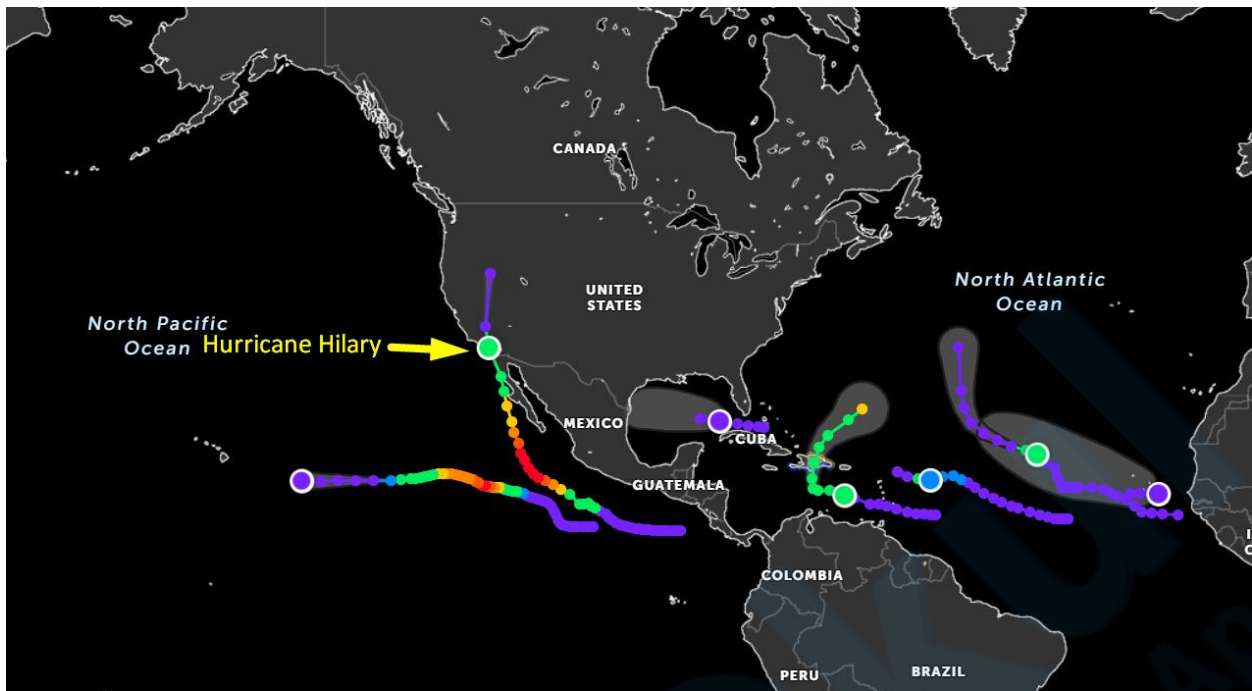 CANADA
UNITED
STATES
North Atlantic
Ocean
North Pacific
Ocean
Hurricane Hilary
MEXICO
CUBA
GUATEMALA
COLOMBIA
PERU
BRAZIL